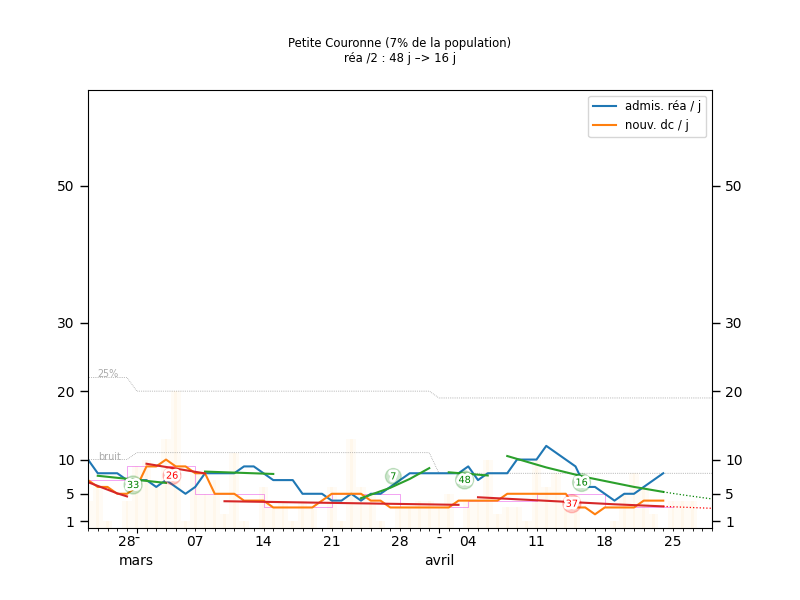 Petite Couronne (7% de la population)
réa /2 : 48 j –> 16 j
admis. réa / j
nouv. dc / j
50 50
30 30
25%
20 20
bruit
10 10
5 5
1 1
33 26 7 48 16 37
28 - 07 14 21 28 - 04 11 18 25
mars avril